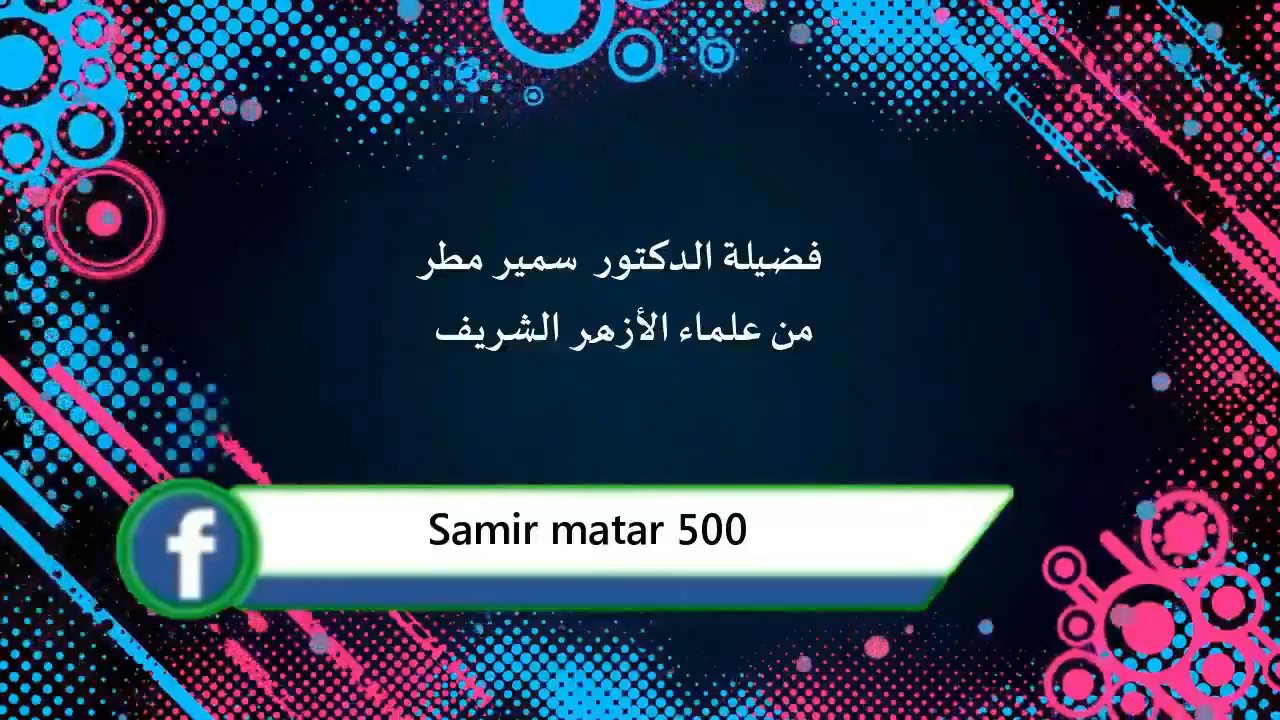 فضيلة الدكتور سمير مطر
من علماء الأزهر الشريف
Samir matar 500